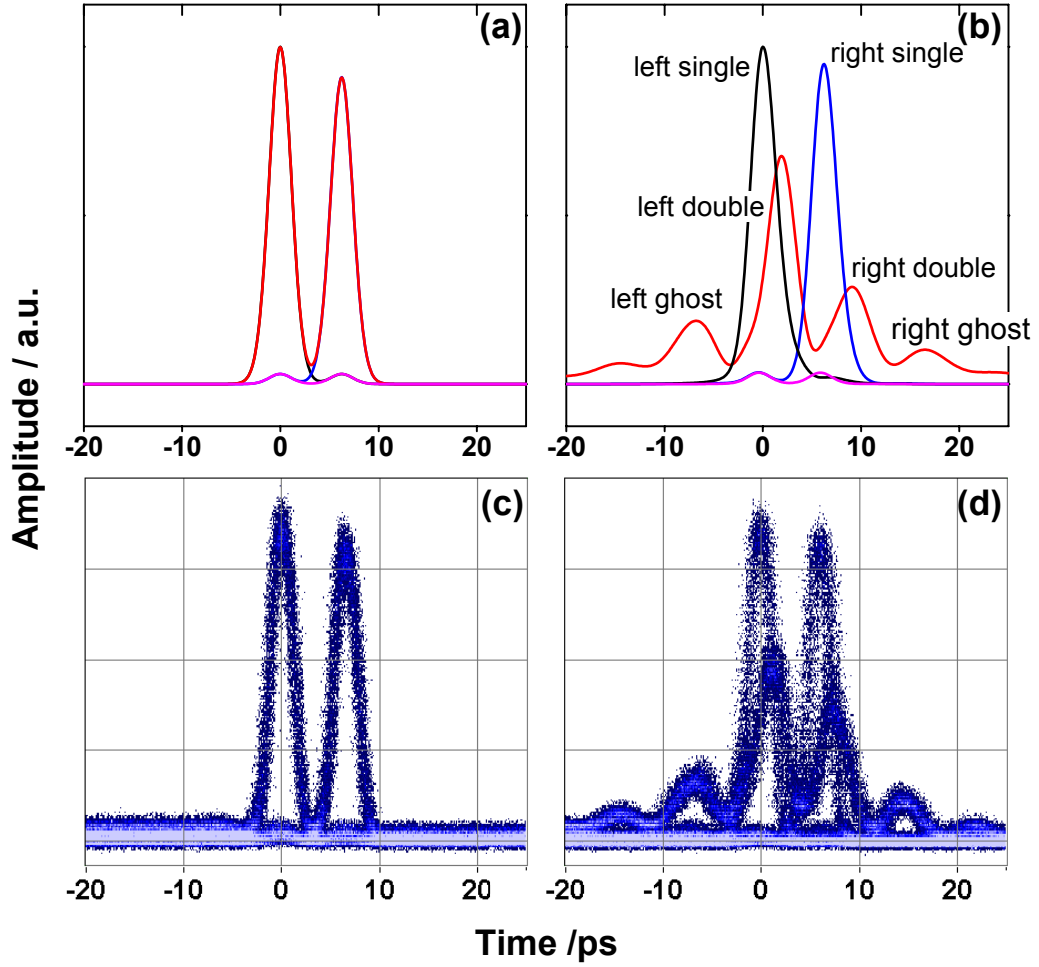 (a)
(b)
left single
right single
left double
right double
left ghost
right ghost
-20 -10 0 10 20
-20 -10 0 10 20
Amplitude / a.u.
(c)
(d)
-20 -10 0 10 20
-20 -10 0 10 20
Time /ps